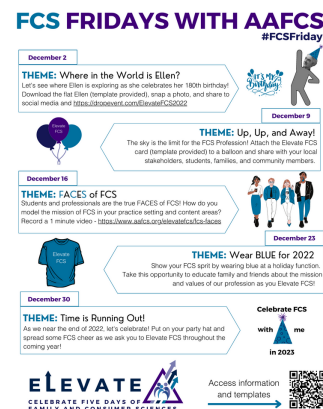 FCS FRIDAYS WITH AAFCS
#FCSFriday
December 2
THEME: Where in the World is Ellen?
Let's see where Ellen is exploring as she celebrates her 180th birthday!
Download the flat Ellen (template provided), snap a photo, and share to
social media and https://dropevent.com/ElevateFCS2022
It's My
Birthday!
December 9
Elevate
FCS
THEME: Up, Up, and Away!
The sky is the limit for the FCS Profession! Attach the Elevate FCS
card (template provided) to a balloon and share with your local
stakeholders, students, families, and community members.
December 16
THEME: FACES of FCS
Students and professionals are the true FACES of FCS! How do you
model the mission of FCS in your practice setting and content areas?
Record a 1 minute video - https://www.aafcs.org/elevatefcs/fcs-faces
December 23
Elevate
FCS
THEME: Wear BLUE for 2022
Show your FCS sprit by wearing blue at a holiday function.
Take this opportunity to educate family and friends about the mission
and values of our profession as you Elevate FCS!
December 30
THEME: Time is Running Out!
As we near the end of 2022, let's celebrate! Put on your party hat and
spread some FCS cheer as we ask you to Elevate FCS throughout the
coming year!
Celebrate FCS
with me
in 2023
ELEVATE
CELEBRATE FIVE DAYS OF
FAMILY AND CONSUMER SCIENCES
Access information
and templates